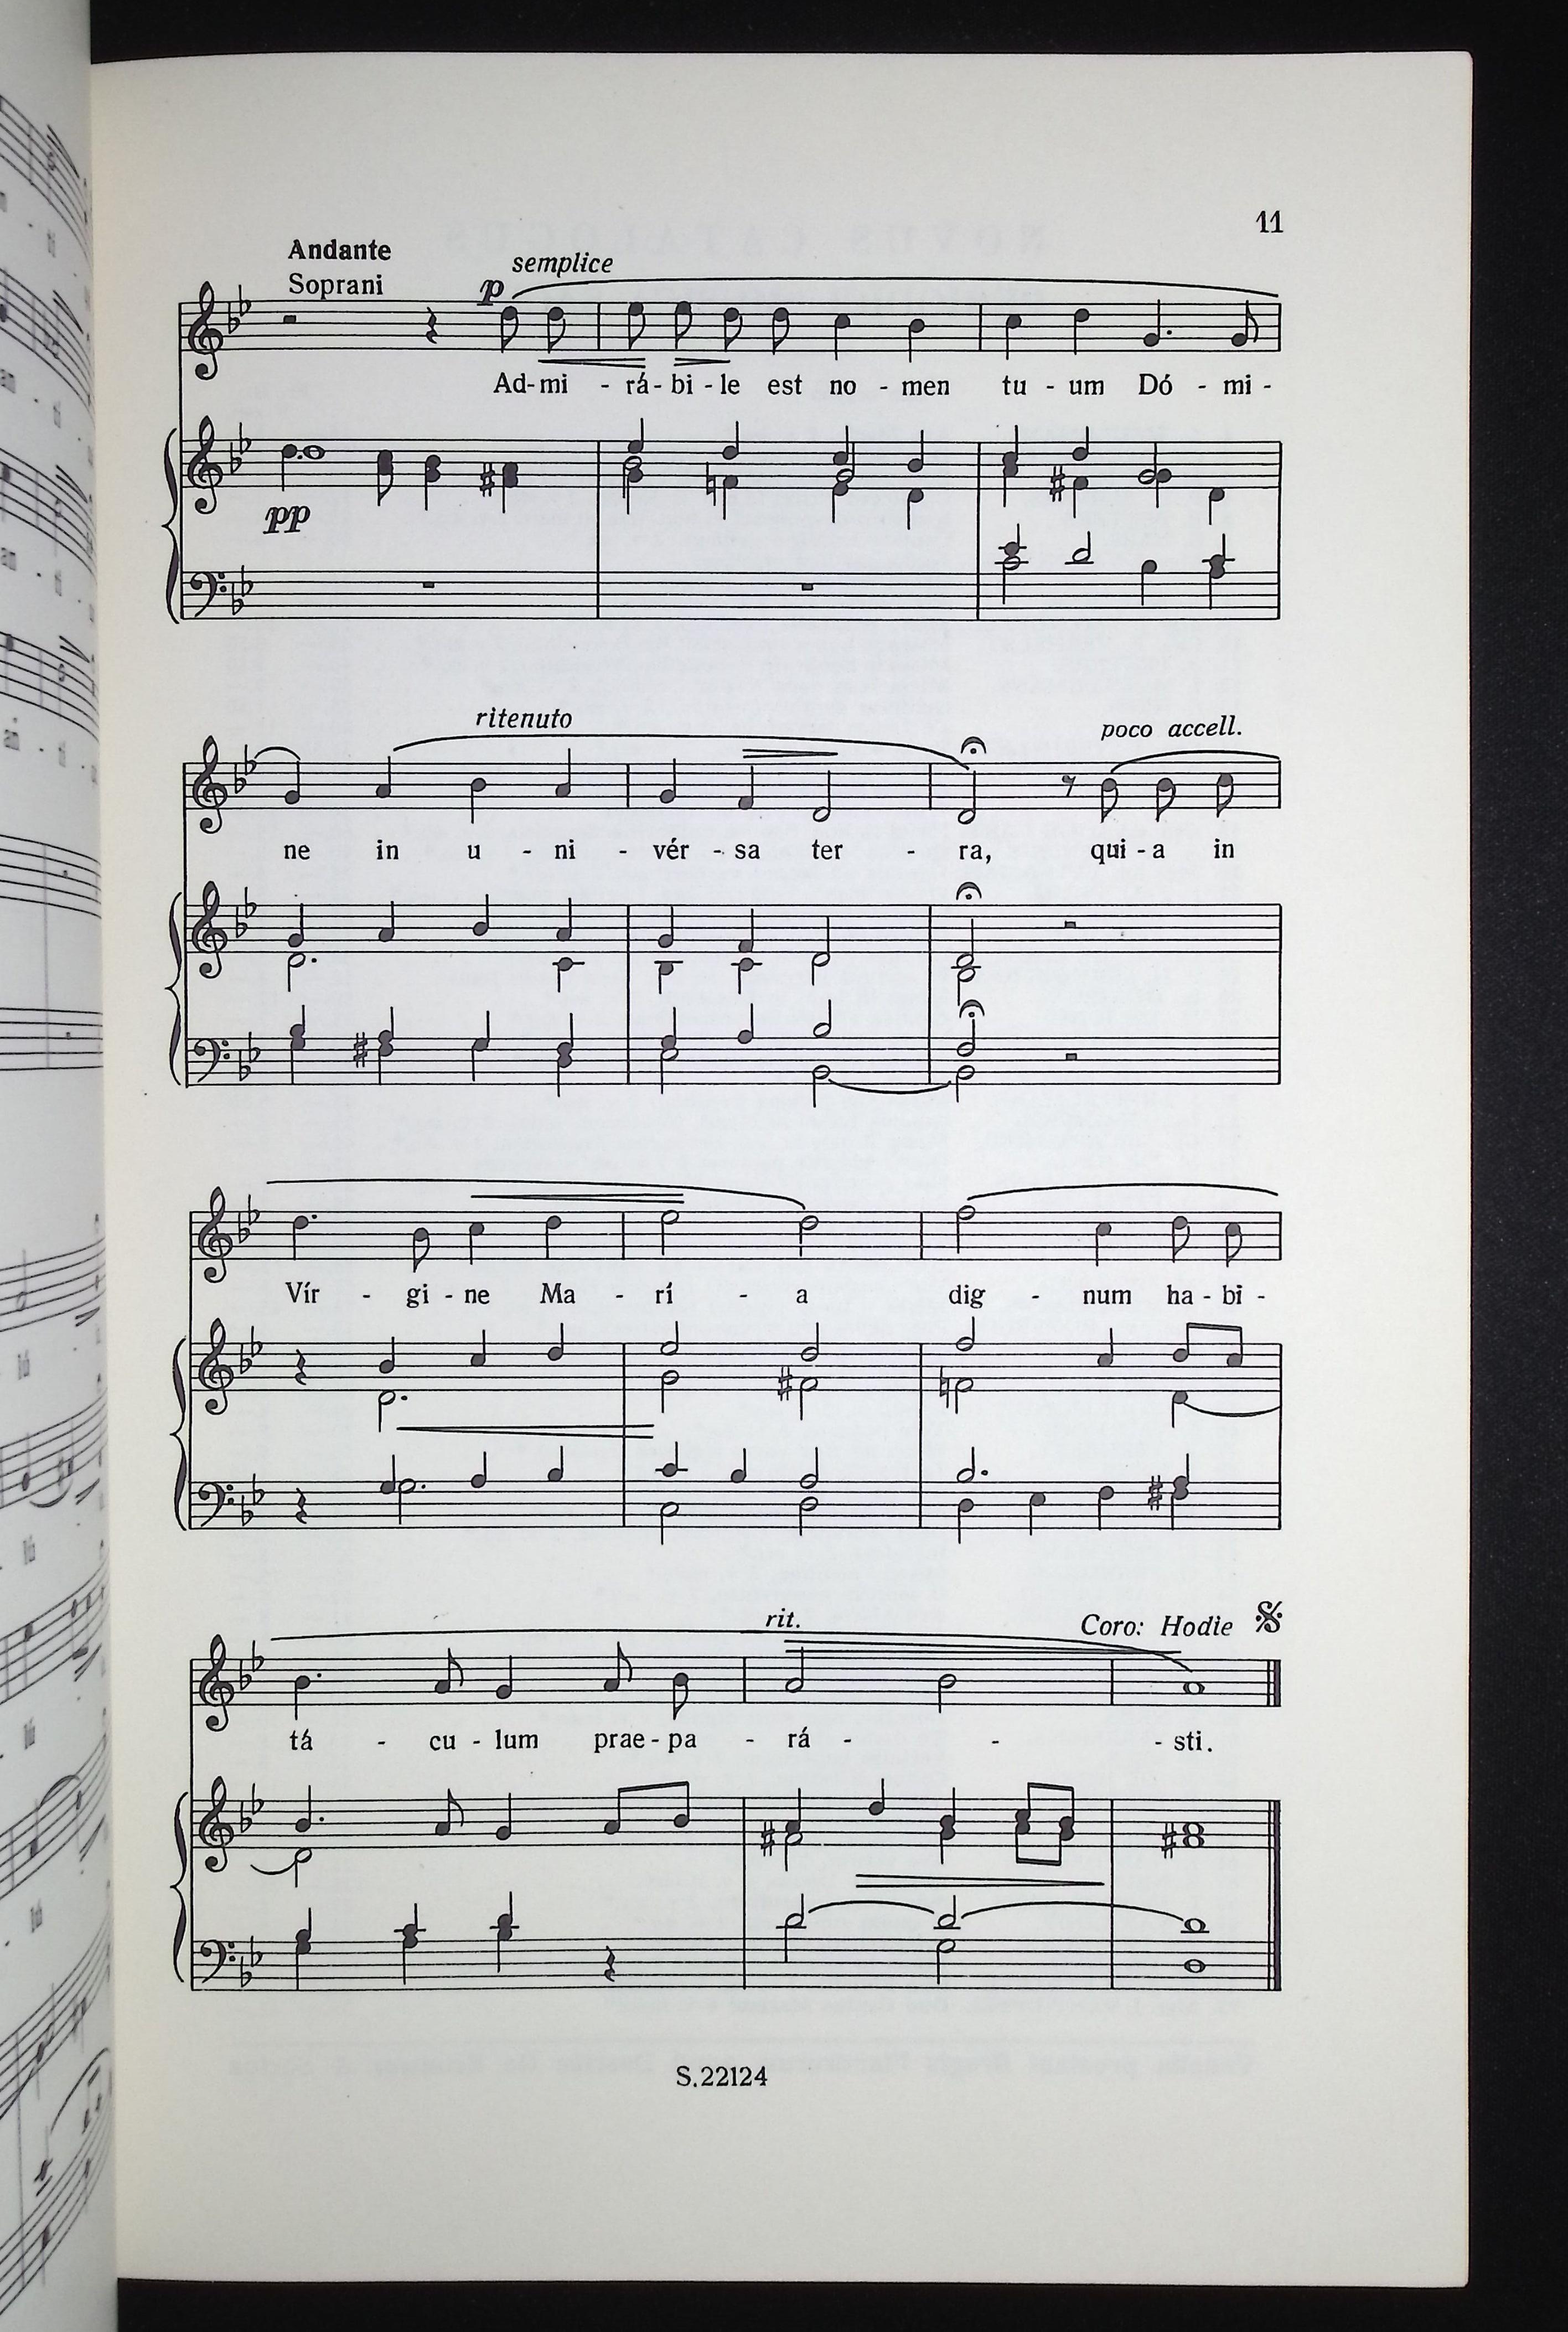 11
Andante
Soprani
p semplice
Ad-mi - rá-bi-le est no - men tu - um Dó - mi -
pp
ritenuto poco accell.
ne in u - ni - vér - sa ter - ra, qui - a in
Vír - gi - ne Ma - rí - a dig - num ha - bi -
rit. Coro: Hodie
tá - cu - lum prae - pa - rá - - - sti.
S.22124